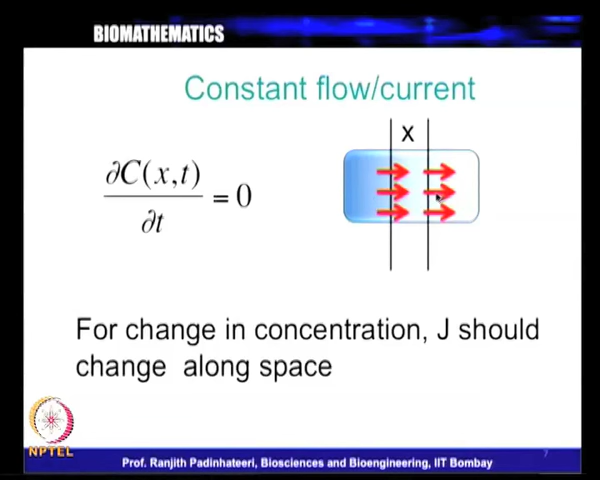 BIOMATHEMATICS
Constant flow/current
x
∂C(x,t)/∂t = 0
For change in concentration, J should
change along space
NPTEL
Prof. Ranjith Padinhateeri, Biosciences and Bioengineering, IIT Bombay
7